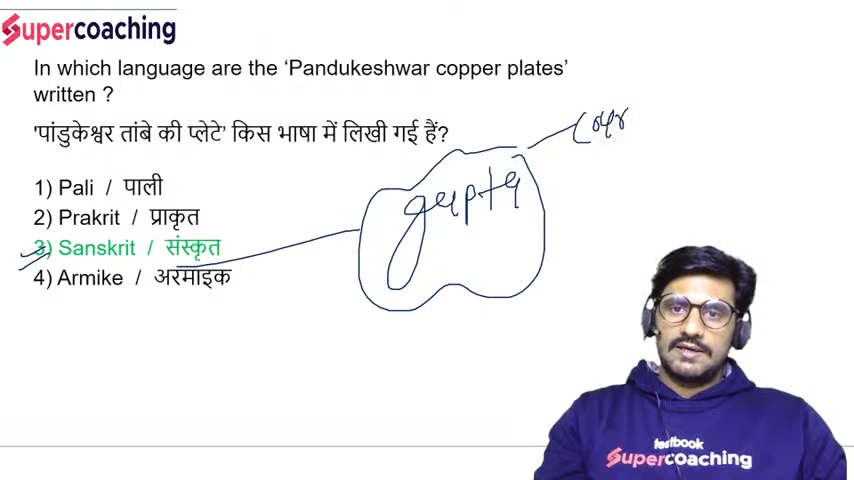 Supercoaching
In which language are the ‘Pandukeshwar copper plates’
written ?
'पांडुकेश्वर तांबे की प्लेटे’ किस भाषा में लिखी गई हैं?
1) Pali / पाली
2) Prakrit / प्राकृत
3) Sanskrit / संस्कृत
4) Armike / अरमाइक
gupta
testbook
Supercoaching